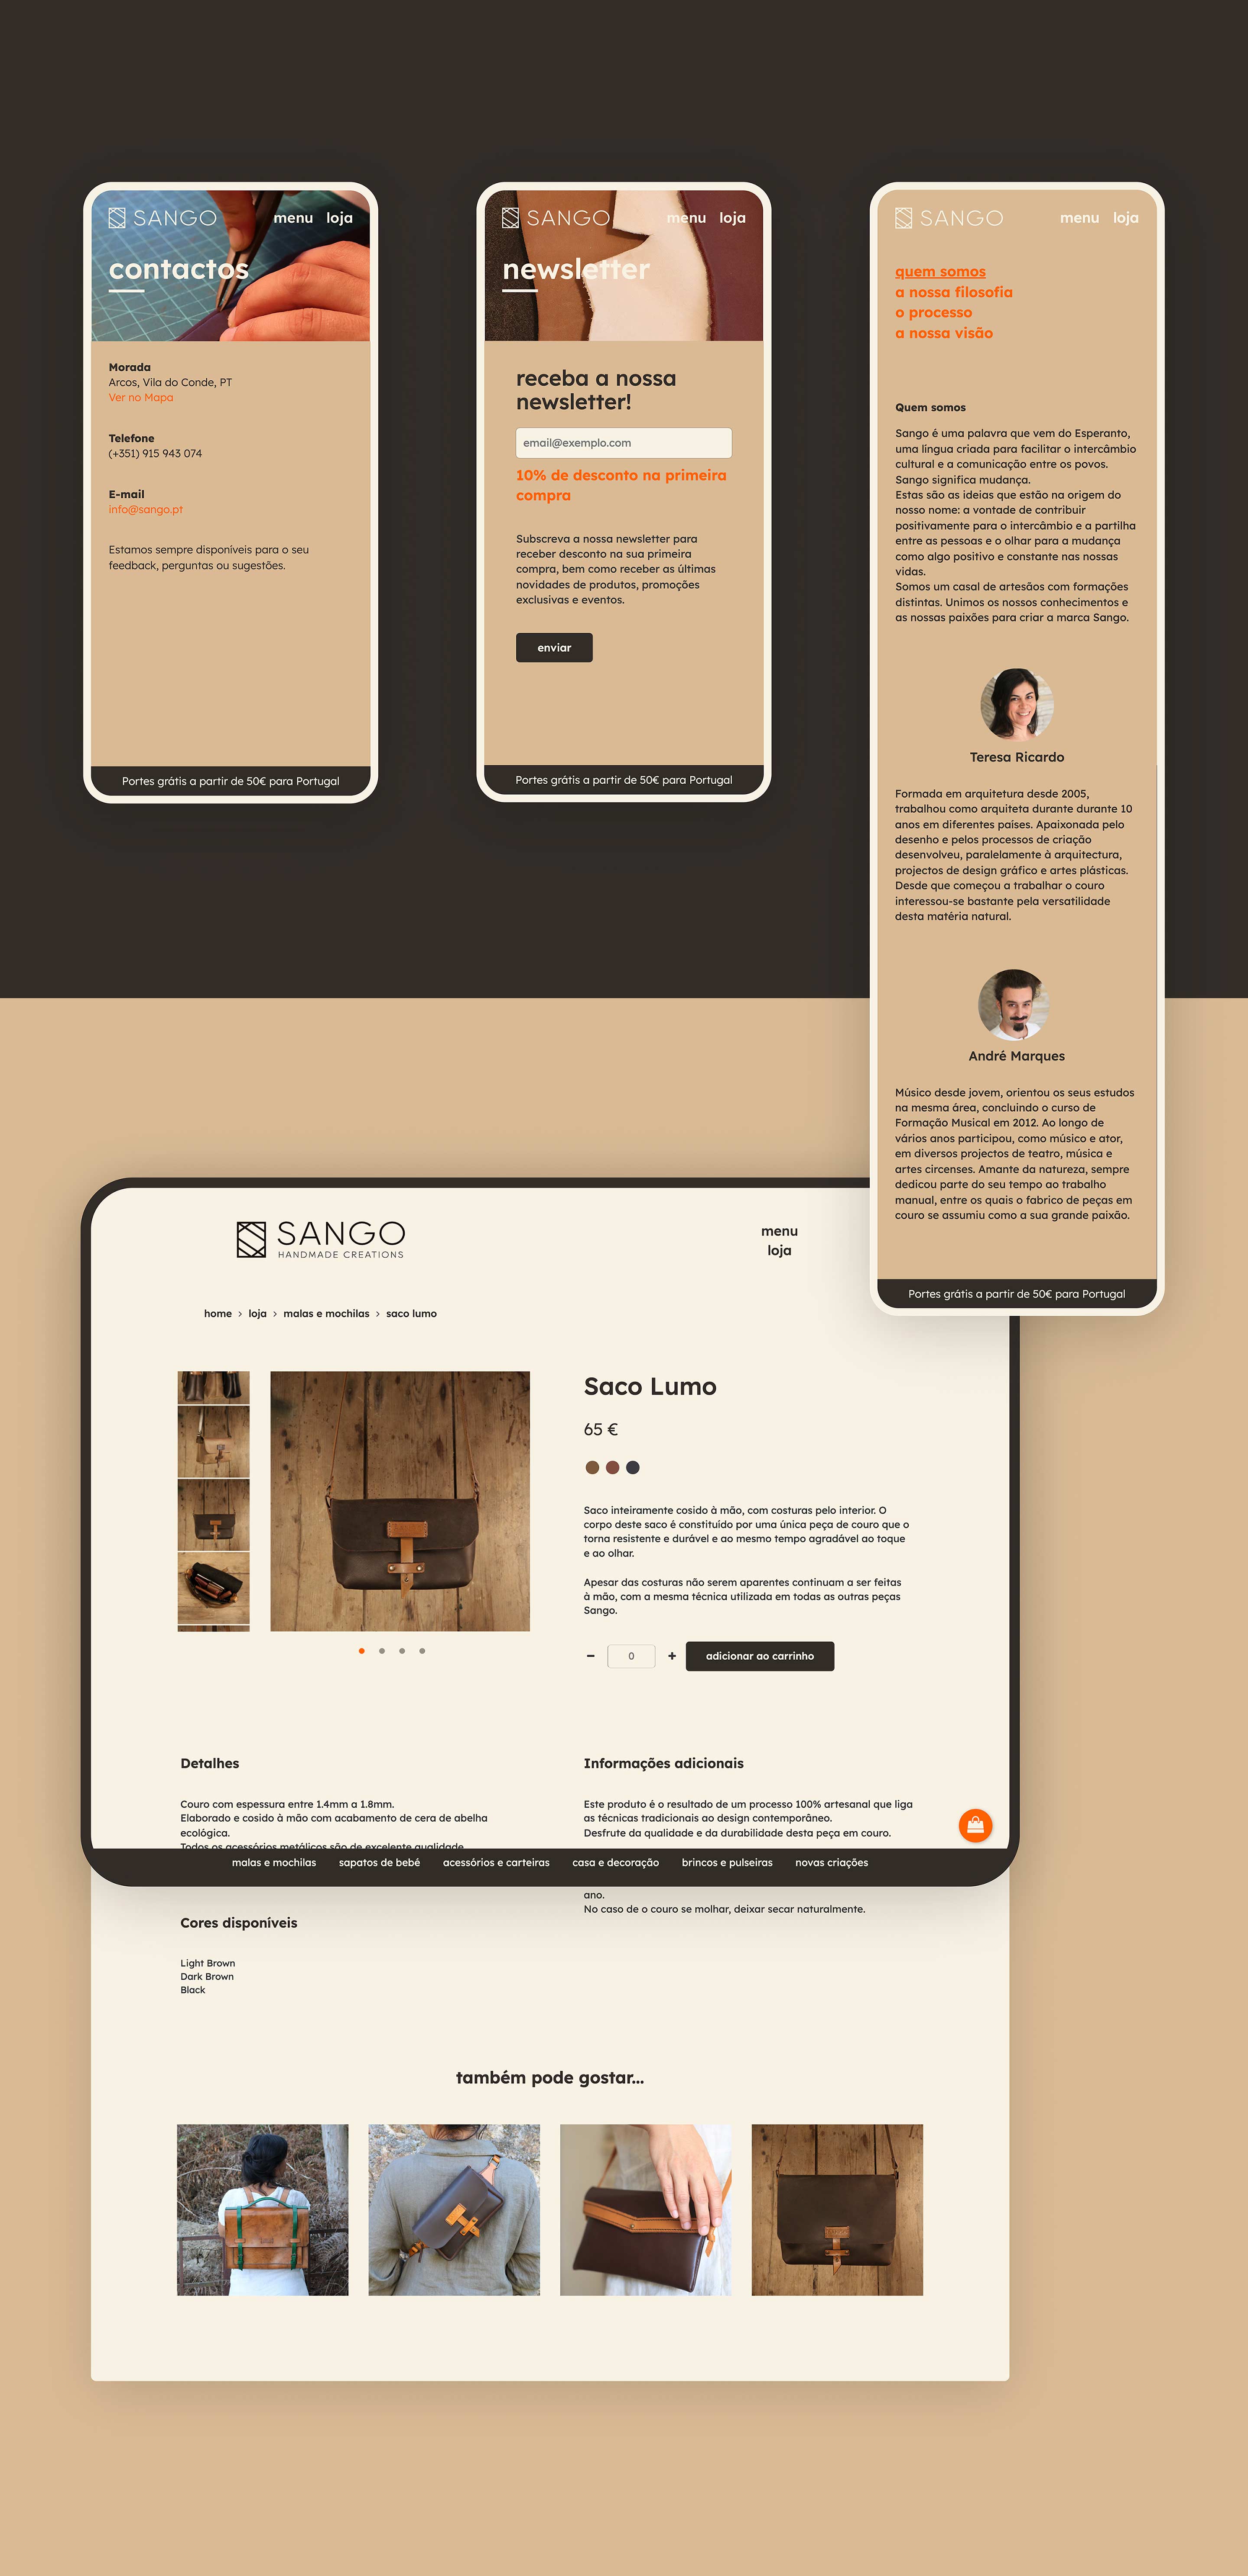 SANGO
menu loja
contactos
Morada
Arcos, Vila do Conde, PT
Ver no Mapa
Telefone
(+351) 915 943 074
E-mail
info@sango.pt
Estamos sempre disponíveis para o seu
feedback, perguntas ou sugestões.
Portes grátis a partir de 50€ para Portugal
SANGO
menu loja
newsletter
receba a nossa
newsletter!
email@exemplo.com
10% de desconto na primeira
compra
Subscreva a nossa newsletter para
receber desconto na sua primeira
compra, bem como receber as últimas
novidades de produtos, promoções
exclusivas e eventos.
enviar
Portes grátis a partir de 50€ para Portugal
SANGO
menu loja
quem somos
a nossa filosofia
o processo
a nossa visão
Quem somos
Sango é uma palavra que vem do Esperanto,
uma língua criada para facilitar o intercâmbio
cultural e a comunicação entre os povos.
Sango significa mudança.
Estas são as ideias que estão na origem do
nosso nome: a vontade de contribuir
positivamente para o intercâmbio e a partilha
entre as pessoas e o olhar para a mudança
como algo positivo e constante nas nossas
vidas.
Somos um casal de artesãos com formações
distintas. Unimos os nossos conhecimentos e
as nossas paixões para criar a marca Sango.
Teresa Ricardo
Formada em arquitetura desde 2005,
trabalhou como arquiteta durante durante 10
anos em diferentes países. Apaixonada pelo
desenho e pelos processos de criação
desenvolveu, paralelamente à arquitectura,
projectos de design gráfico e artes plásticas.
Desde que começou a trabalhar o couro
interessou-se bastante pela versatilidade
desta matéria natural.
André Marques
Músico desde jovem, orientou os seus estudos
na mesma área, concluindo o curso de
Formação Musical em 2012. Ao longo de
vários anos participou, como músico e ator,
em diversos projectos de teatro, música e
artes circenses. Amante da natureza, sempre
dedicou parte do seu tempo ao trabalho
manual, entre os quais o fabrico de peças em
couro se assumiu como a sua grande paixão.
Portes grátis a partir de 50€ para Portugal
SANGO
HANDMADE CREATIONS
menu
loja
home > loja > malas e mochilas > saco lumo
Saco Lumo
65 €
Saco inteiramente cosido à mão, com costuras pelo interior. O
corpo deste saco é constituído por uma única peça de couro que o
torna resistente e durável e ao mesmo tempo agradável ao toque
e ao olhar.
Apesar das costuras não serem aparentes continuam a ser feitas
à mão, com a mesma técnica utilizada em todas as outras peças
Sango.
- 0 + adicionar ao carrinho
Detalhes
Couro com espessura entre 1.4mm a 1.8mm.
Elaborado e cosido à mão com acabamento de cera de abelha
ecológica.
Todos os acessórios metálicos são de excelente qualidade
Informações adicionais
Este produto é o resultado de um processo 100% artesanal que liga
as técnicas tradicionais ao design contemporâneo.
Desfrute da qualidade e da durabilidade desta peça em couro.
malas e mochilas sapatos de bebé acessórios e carteiras casa e decoração brincos e pulseiras novas criações
ano.
No caso de o couro se molhar, deixar secar naturalmente.
Cores disponíveis
Light Brown
Dark Brown
Black
também pode gostar...